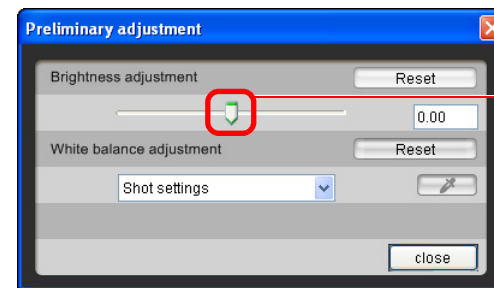 Preliminary adjustment
Brightness adjustment
Reset
0.00
White balance adjustment
Reset
Shot settings
close